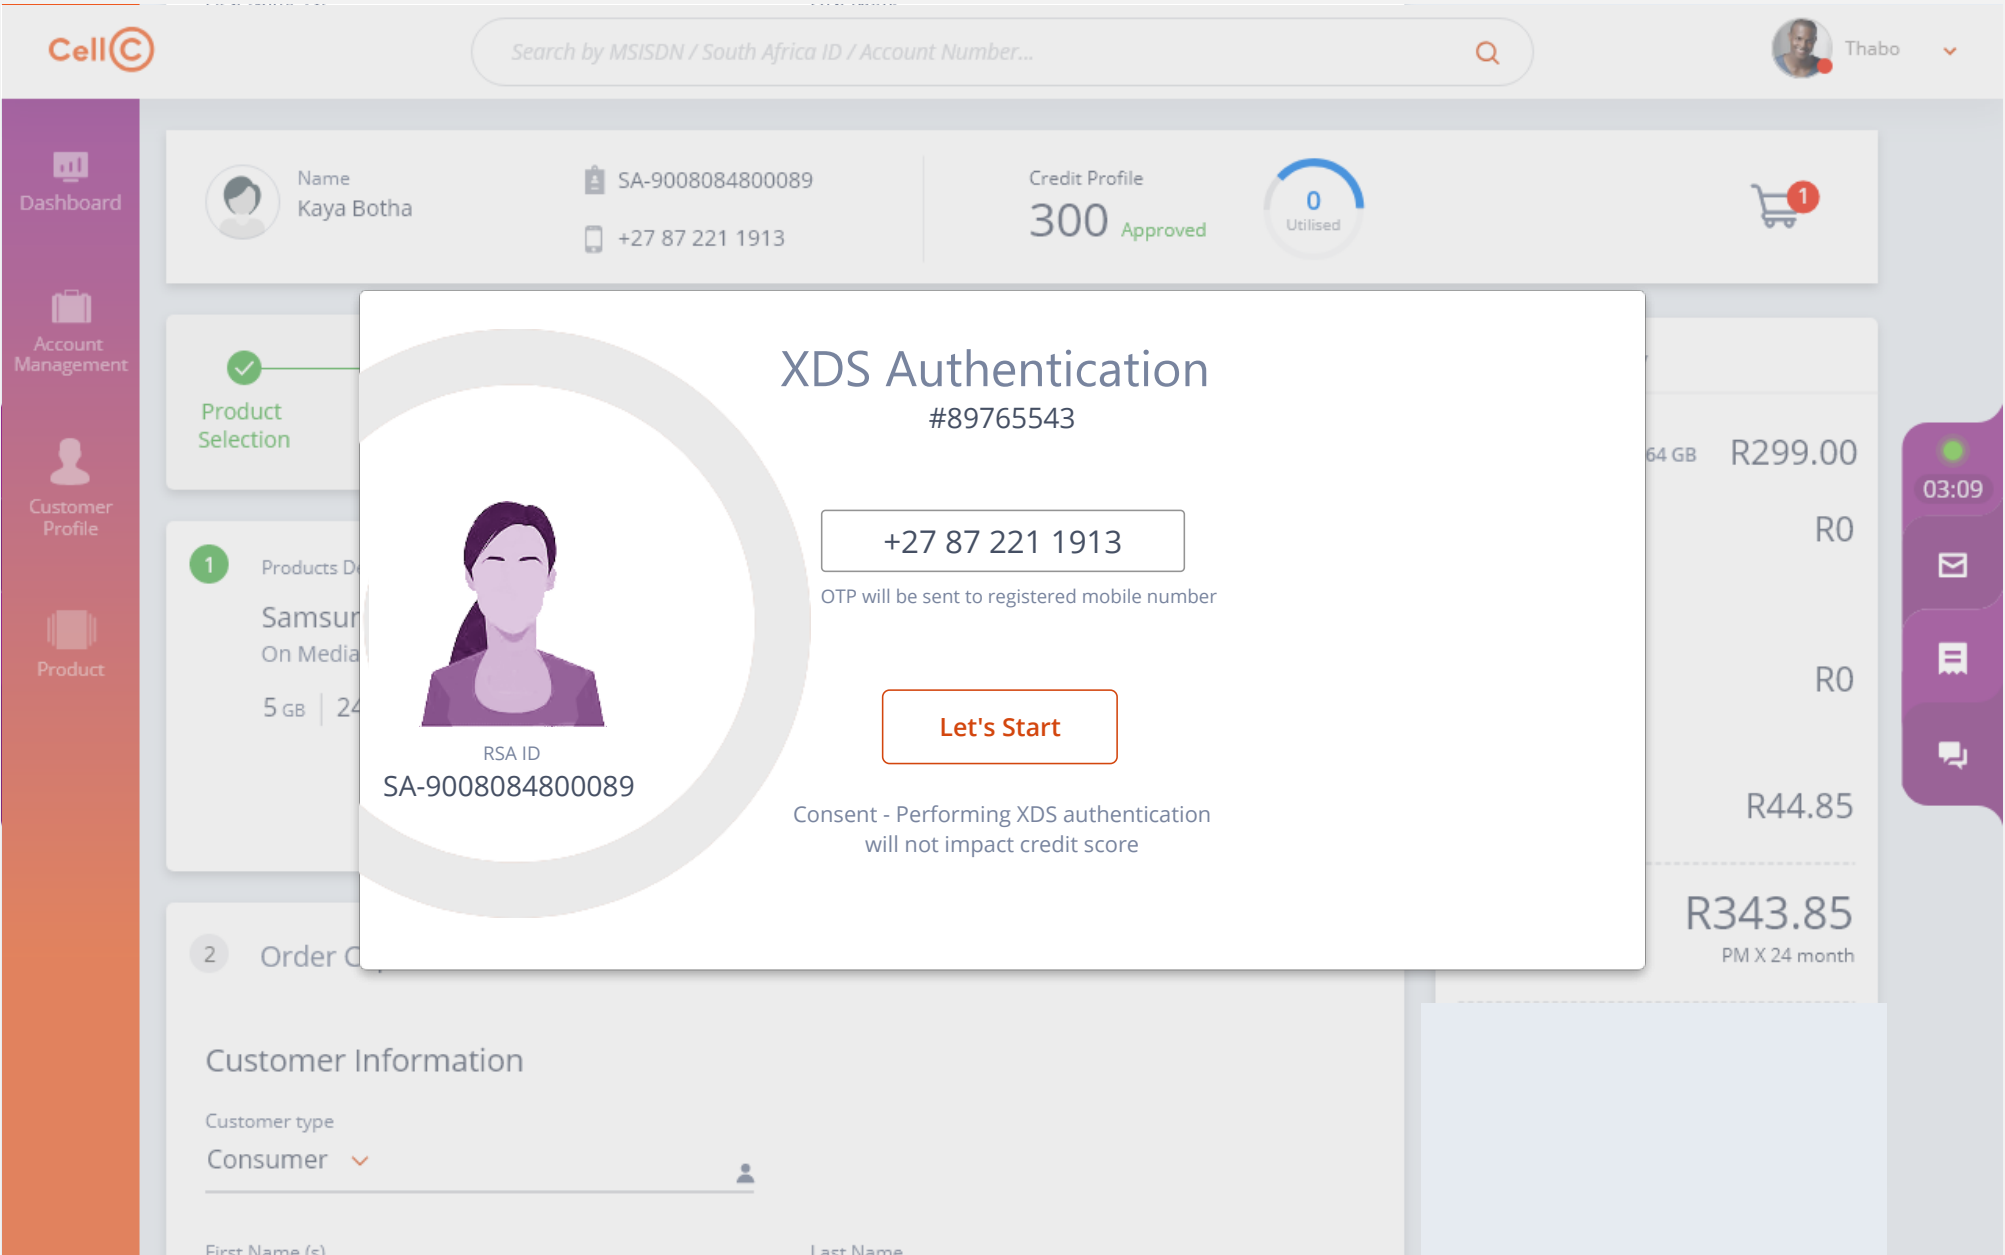 Cell C
Search by MSISDN / South Africa ID / Account Number...
Thabo
Dashboard
Account
Management
Customer
Profile
Product
Name
Kaya Botha
SA-9008084800089
+27 87 221 1913
Credit Profile
300 Approved
0
Utilised
1
Product
Selection
1
Products De
Samsur
On Media
5 GB
24
XDS Authentication
#89765543
+27 87 221 1913
OTP will be sent to registered mobile number
Let's Start
Consent - Performing XDS authentication
will not impact credit score
RSA ID
SA-9008084800089
64 GB R299.00
R0
R0
R44.85
R343.85
PM X 24 month
03:09
2
Order
Customer Information
Customer type
Consumer
First Name (s)
Last Name